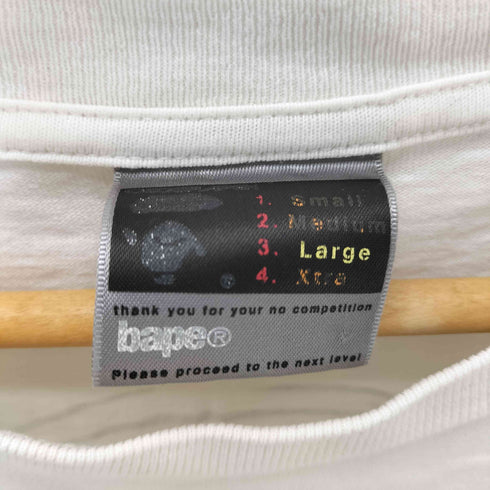 1. Small
2. Medium
3. Large
4. Xtra
thank you for your no competition
bape®
Please proceed to the next level